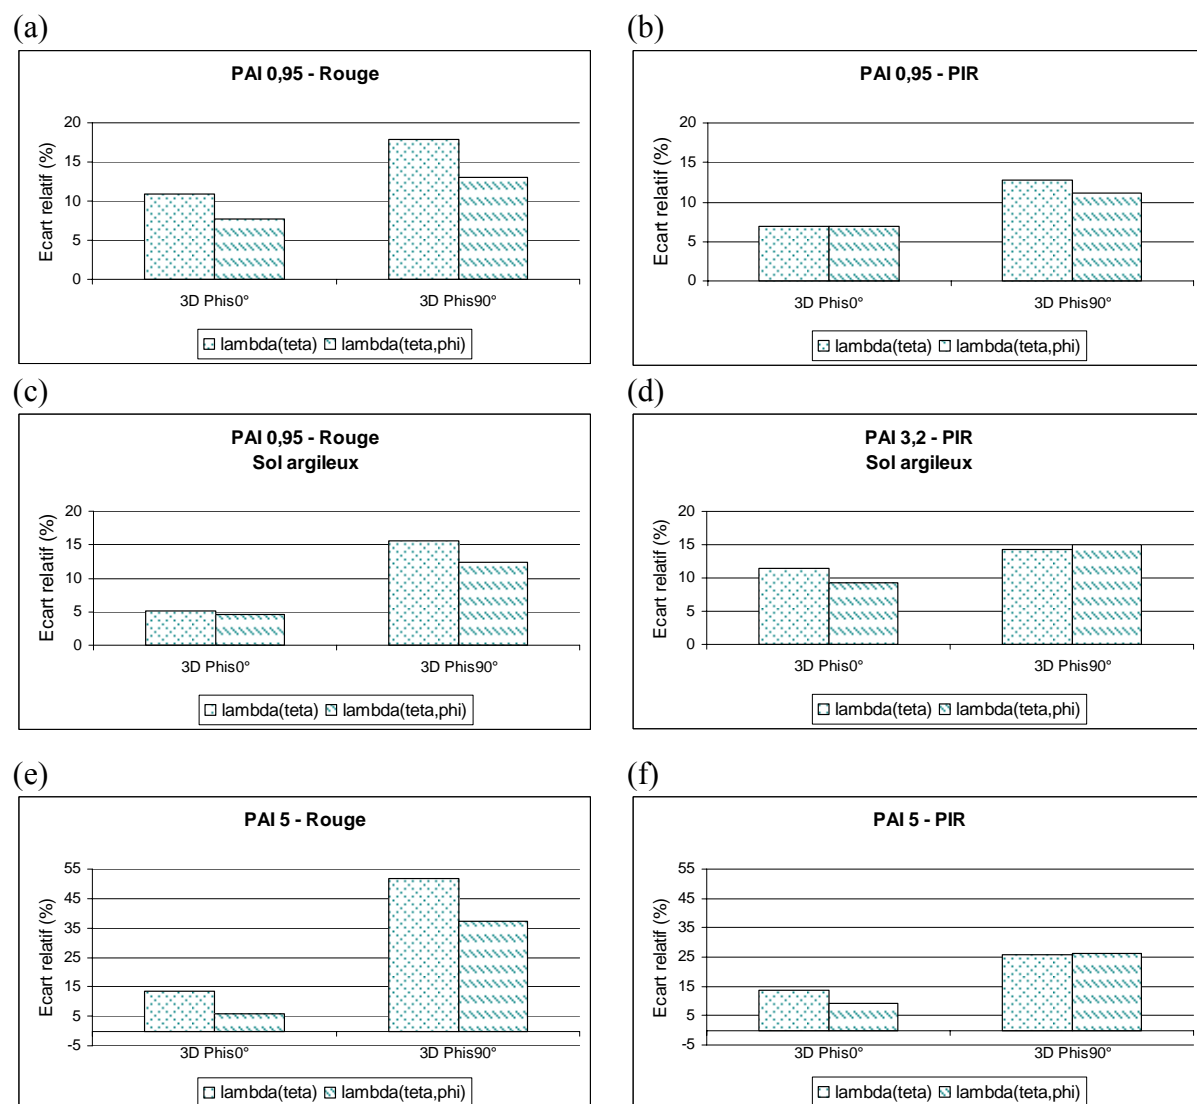 (a)
PAI 0,95 - Rouge
Ecart relatif (%)
20
15
10
5
0
3D Phis0° 3D Phis90°
lambda(teta) lambda(teta,phi)
(b)
PAI 0,95 - PIR
Ecart relatif (%)
20
15
10
5
0
3D Phis0° 3D Phis90°
lambda(teta) lambda(teta,phi)
(c)
PAI 0,95 - Rouge
Sol argileux
Ecart relatif (%)
20
15
10
5
0
3D Phis0° 3D Phis90°
lambda(teta) lambda(teta,phi)
(d)
PAI 3,2 - PIR
Sol argileux
Ecart relatif (%)
20
15
10
5
0
3D Phis0° 3D Phis90°
lambda(teta) lambda(teta,phi)
(e)
PAI 5 - Rouge
Ecart relatif (%)
55
45
35
25
15
5
-5
3D Phis0° 3D Phis90°
lambda(teta) lambda(teta,phi)
(f)
PAI 5 - PIR
Ecart relatif (%)
55
45
35
25
15
5
-5
3D Phis0° 3D Phis90°
lambda(teta) lambda(teta,phi)